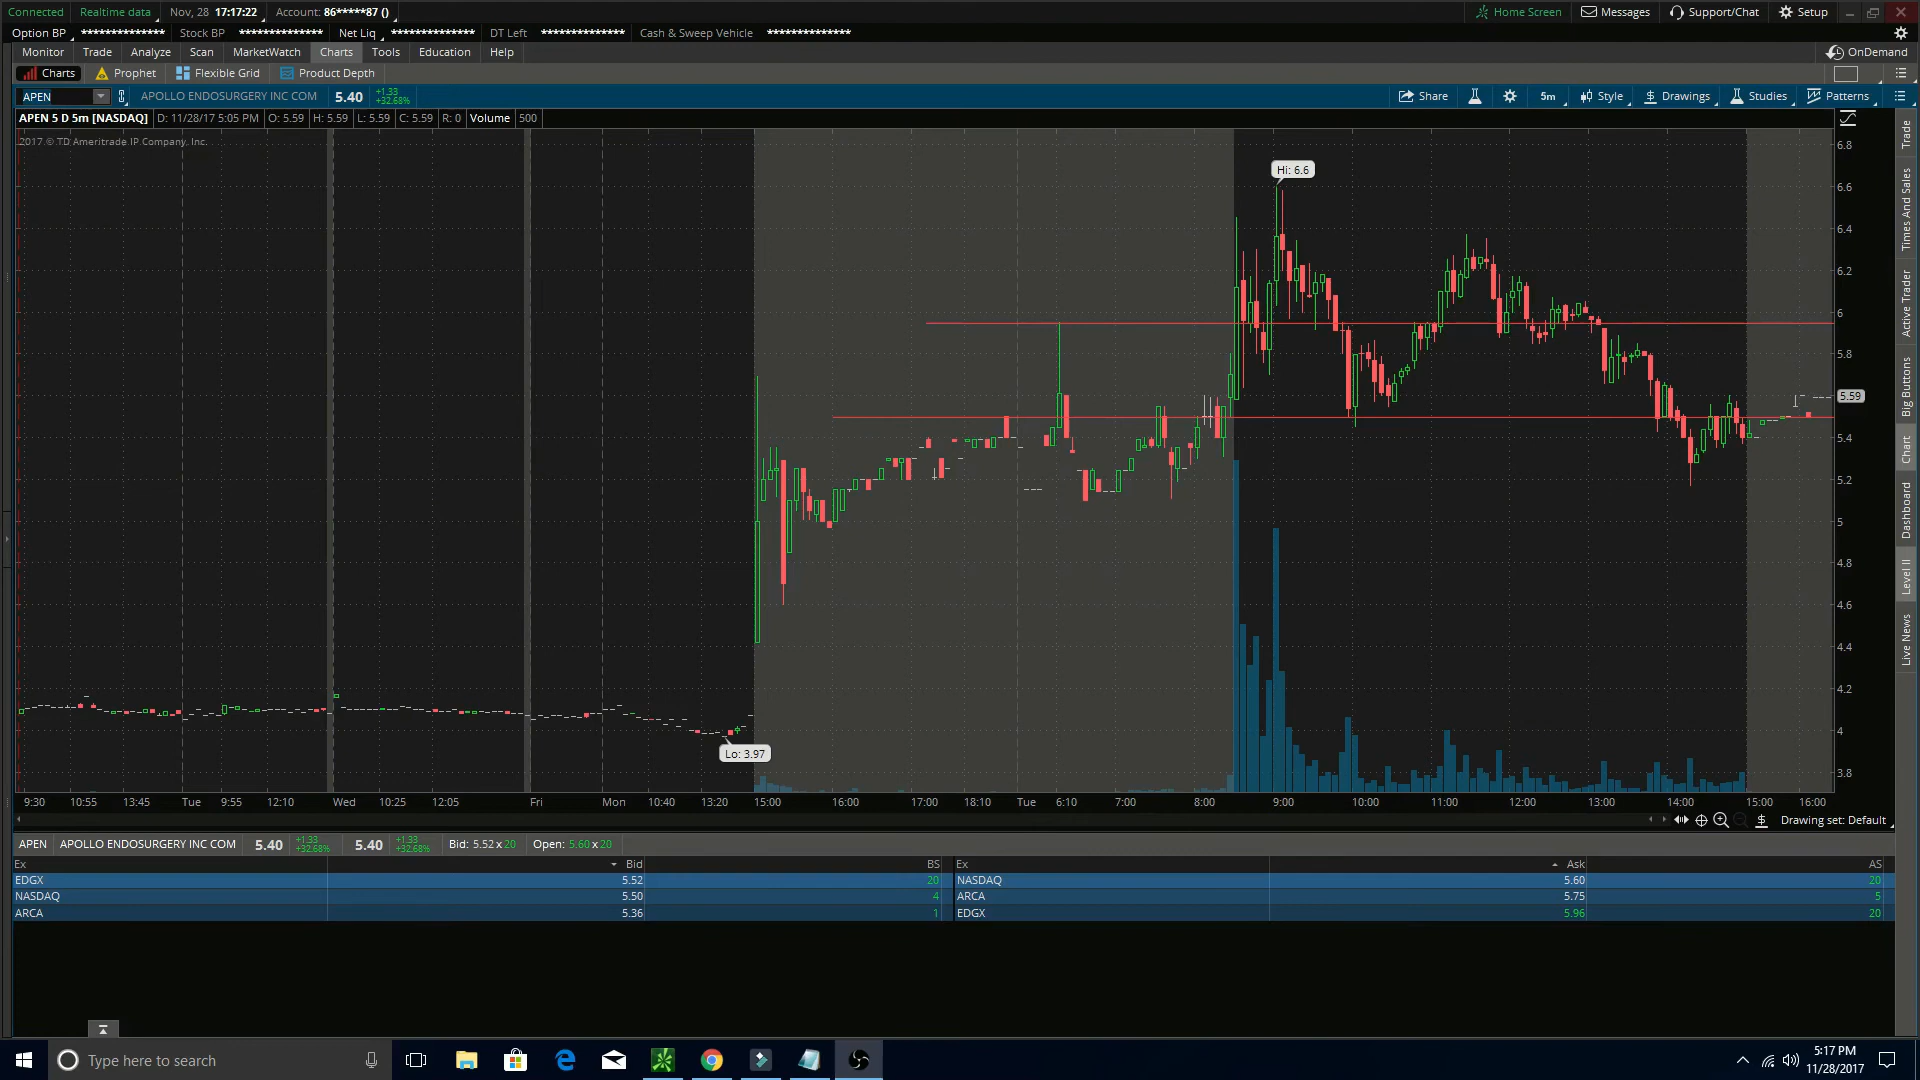 Connected Realtime data Nov, 28 17:17:22 Account: 86*****87 () Home Screen Messages Support/Chat Setup
Option BP ************** Stock BP ************** Net Liq ************** DT Left ************** Cash & Sweep Vehicle **************
Monitor Trade Analyze Scan MarketWatch Charts Tools Education Help OnDemand
Charts Prophet Flexible Grid Product Depth
APEN APOLLO ENDOSURGERY INC COM 5.40 +1.33 +32.68% Share 5m Style $ Drawings Studies Patterns
APEN 5 D 5m [NASDAQ] D: 11/28/17 5:05 PM O: 5.59 H: 5.59 L: 5.59 C: 5.59 R: 0 Volume 500
2017 © TD Ameritrade IP Company, Inc.
Hi: 6.6
Lo: 3.97
6.8
6.6
6.4
6.2
6
5.8
5.59
5.4
5.2
5
4.8
4.6
4.4
4.2
4
3.8
Trade
Times And Sales
Active Trader
Big Buttons
Chart
Dashboard
Level II
Live News
9:30 10:55 13:45 Tue 9:55 12:10 Wed 10:25 12:05 Fri Mon 10:40 13:20 15:00 16:00 17:00 18:10 Tue 6:10 7:00 8:00 9:00 10:00 11:00 12:00 13:00 14:00 15:00 16:00
$ Drawing set: Default
APEN APOLLO ENDOSURGERY INC COM 5.40 +1.33 +32.68% 5.40 +1.33 +32.68% Bid: 5.52 x 20 Open: 5.60 x 20
Ex Bid BS Ex Ask AS
EDGX 5.52 20 NASDAQ 5.60 20
NASDAQ 5.50 4 ARCA 5.75 5
ARCA 5.36 1 EDGX 5.96 20
Type here to search
5:17 PM
11/28/2017